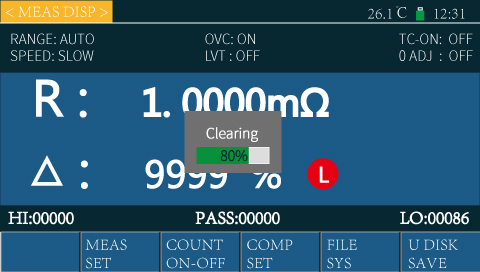 < MEAS DISP > 26.1℃ 12:31
RANGE: AUTO OVC: ON TC-ON: OFF
SPEED: SLOW LVT : OFF 0 ADJ : OFF
R : 1.0000mΩ
Clearing
80%
Δ : 9999 % L
HI:00000 PASS:00000 LO:00086
MEAS COUNT COMP FILE U DISK
SET ON-OFF SET SYS SAVE